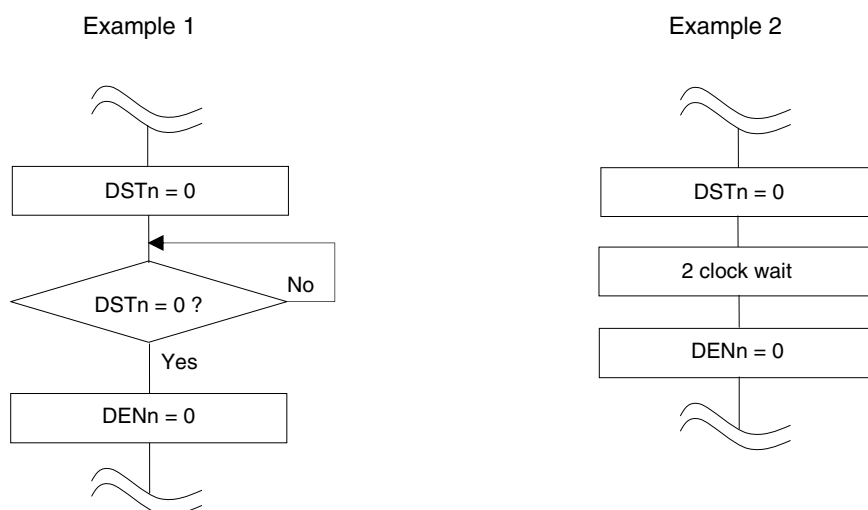 Example 1
DSTn = 0
DSTn = 0 ?
No
Yes
DENn = 0
Example 2
DSTn = 0
2 clock wait
DENn = 0